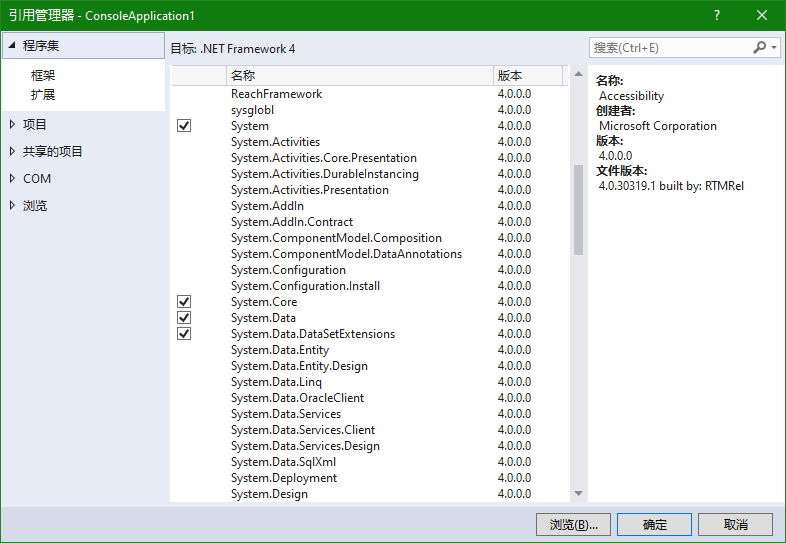 引用管理器 - ConsoleApplication1
程序集
框架
扩展
项目
共享的项目
COM
浏览
目标: .NET Framework 4
名称 版本
ReachFramework 4.0.0.0
sysglobl 4.0.0.0
System 4.0.0.0
System.Activities 4.0.0.0
System.Activities.Core.Presentation 4.0.0.0
System.Activities.DurableInstancing 4.0.0.0
System.Activities.Presentation 4.0.0.0
System.AddIn 4.0.0.0
System.AddIn.Contract 4.0.0.0
System.ComponentModel.Composition 4.0.0.0
System.ComponentModel.DataAnnotations 4.0.0.0
System.Configuration 4.0.0.0
System.Configuration.Install 4.0.0.0
System.Core 4.0.0.0
System.Data 4.0.0.0
System.Data.DataSetExtensions 4.0.0.0
System.Data.Entity 4.0.0.0
System.Data.Entity.Design 4.0.0.0
System.Data.Linq 4.0.0.0
System.Data.OracleClient 4.0.0.0
System.Data.Services 4.0.0.0
System.Data.Services.Client 4.0.0.0
System.Data.Services.Design 4.0.0.0
System.Data.SqlXml 4.0.0.0
System.Deployment 4.0.0.0
System.Design 4.0.0.0
搜索(Ctrl+E)
名称:
Accessibility
创建者:
Microsoft Corporation
版本:
4.0.0.0
文件版本:
4.0.30319.1 built by: RTMRel
浏览(B)... 确定 取消